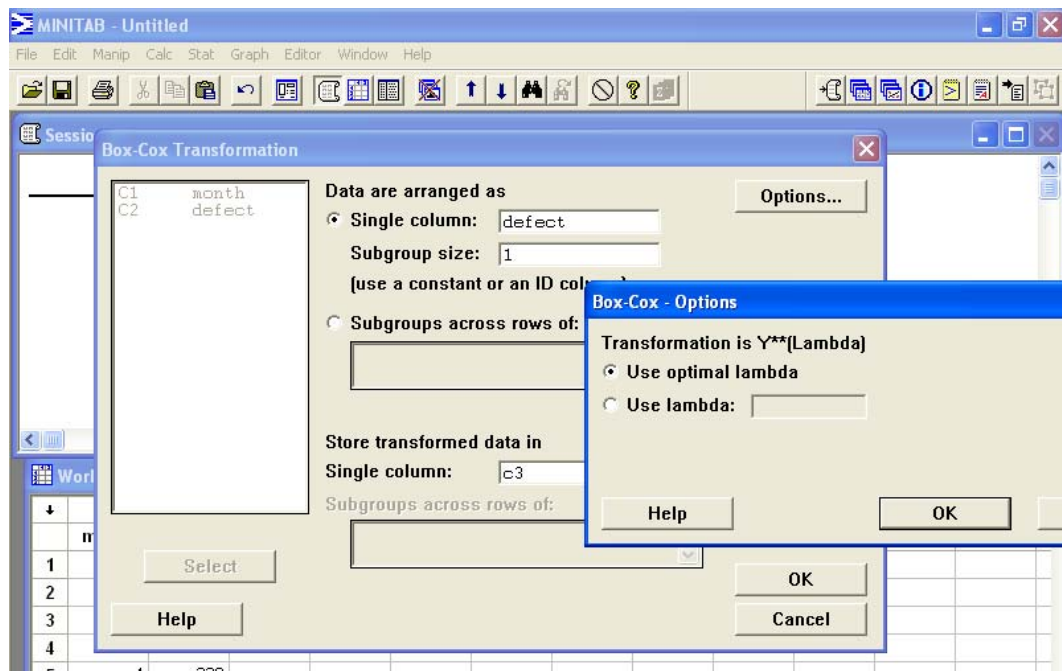 MINITAB - Untitled
File Edit Manip Calc Stat Graph Editor Window Help
Sessio
Box-Cox Transformation
C1 month
C2 defect
Data are arranged as
Single column: defect
Subgroup size: 1
(use a constant or an ID column)
Subgroups across rows of:
Store transformed data in
Single column: c3
Subgroups across rows of:
Options...
Select
Help
OK
Cancel
Box-Cox - Options
Transformation is Y**(Lambda)
Use optimal lambda
Use lambda:
Help
OK
Worl
m
1
2
3
4